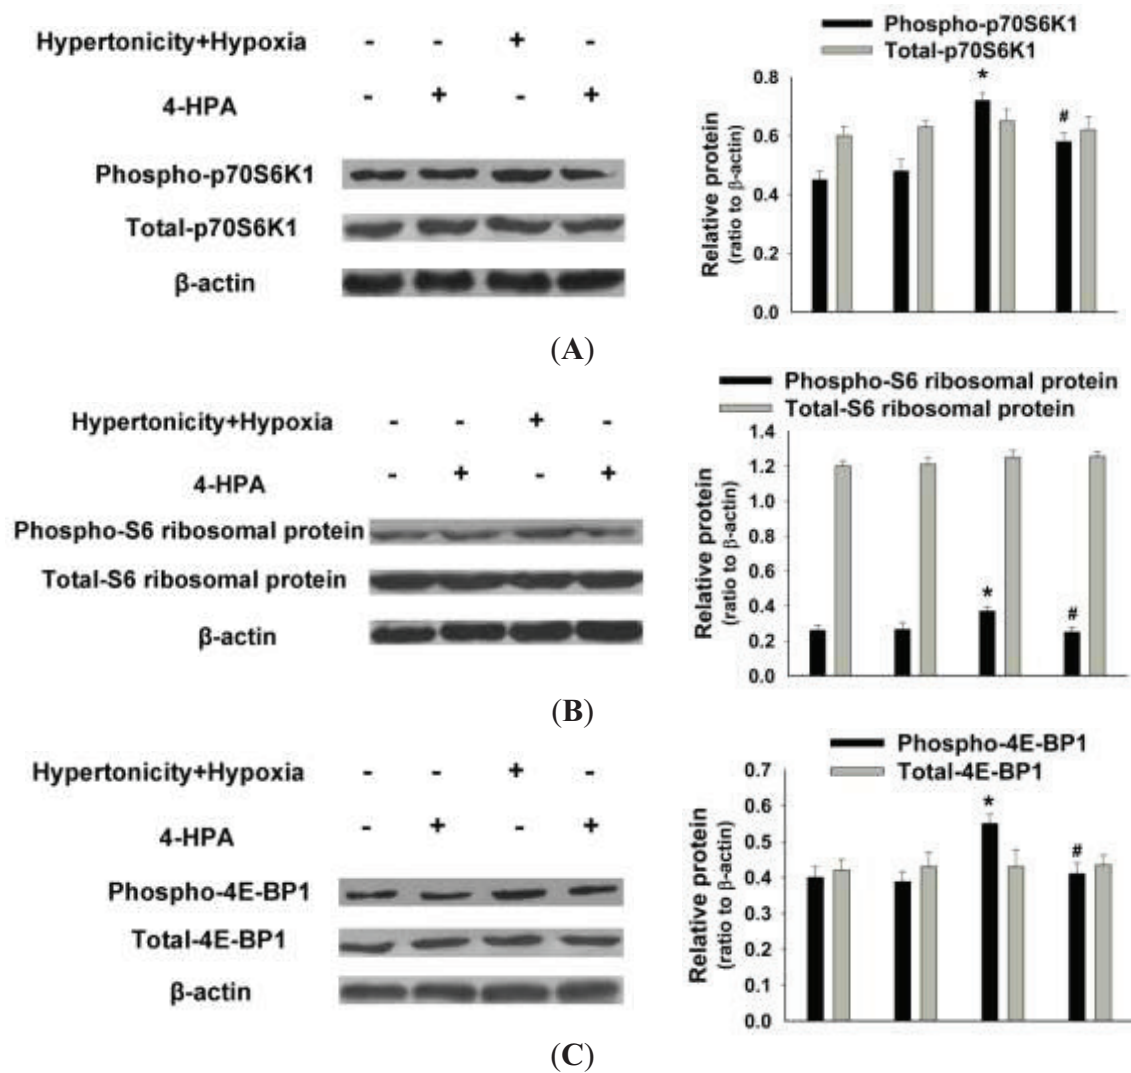 Hypertonicity+Hypoxia - - + -
4-HPA - + - +
Phospho-p70S6K1
Total-p70S6K1
β-actin
Phospho-p70S6K1
Total-p70S6K1
Relative protein
(ratio to β-actin)
0.8
0.6
0.4
0.2
0.0
*
#
(A)
Hypertonicity+Hypoxia - - + -
4-HPA - + - +
Phospho-S6 ribosomal protein
Total-S6 ribosomal protein
β-actin
Phospho-S6 ribosomal protein
Total-S6 ribosomal protein
Relative protein
(ratio to β-actin)
1.4
1.2
1.0
0.8
0.6
0.4
0.2
0.0
*
#
(B)
Hypertonicity+Hypoxia - - + -
4-HPA - + - +
Phospho-4E-BP1
Total-4E-BP1
β-actin
Phospho-4E-BP1
Total-4E-BP1
Relative protein
(ratio to β-actin)
0.7
0.6
0.5
0.4
0.3
0.2
0.1
0.0
*
#
(C)